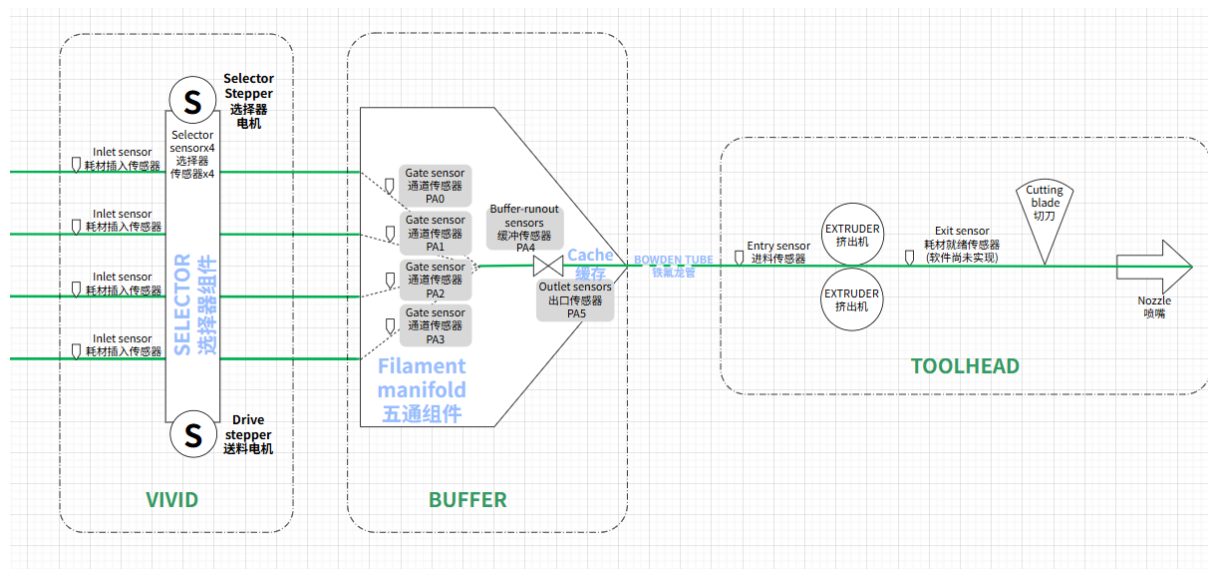 Selector
Stepper
选择器
电机
S
Selector
sensorx4
选择器
传感器x4
Inlet sensor
耗材插入传感器
Inlet sensor
耗材插入传感器
Inlet sensor
耗材插入传感器
Inlet sensor
耗材插入传感器
SELECTOR
选择器组件
S
Drive
stepper
送料电机
VIVID
Gate sensor
通道传感器
PA0
Gate sensor
通道传感器
PA1
Gate sensor
通道传感器
PA2
Gate sensor
通道传感器
PA3
Buffer-runout
sensors
缓冲传感器
PA4
Cache
缓存
Outlet sensors
出口传感器
PA5
Filament
manifold
五通组件
BUFFER
BOWDEN TUBE
铁氟龙管
Entry sensor
进料传感器
EXTRUDER
挤出机
EXTRUDER
挤出机
Exit sensor
耗材就绪传感器
(软件尚未实现)
Cutting
blade
切刀
Nozzle
喷嘴
TOOLHEAD